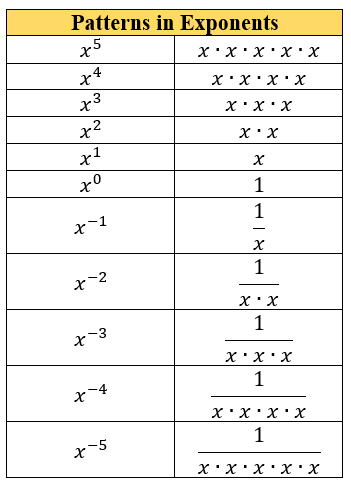 Patterns in Exponents
x⁵ x · x · x · x · x
x⁴ x · x · x · x
x³ x · x · x
x² x · x
x¹ x
x⁰ 1
x⁻¹ 1/x
x⁻² 1/(x · x)
x⁻³ 1/(x · x · x)
x⁻⁴ 1/(x · x · x · x)
x⁻⁵ 1/(x · x · x · x · x)